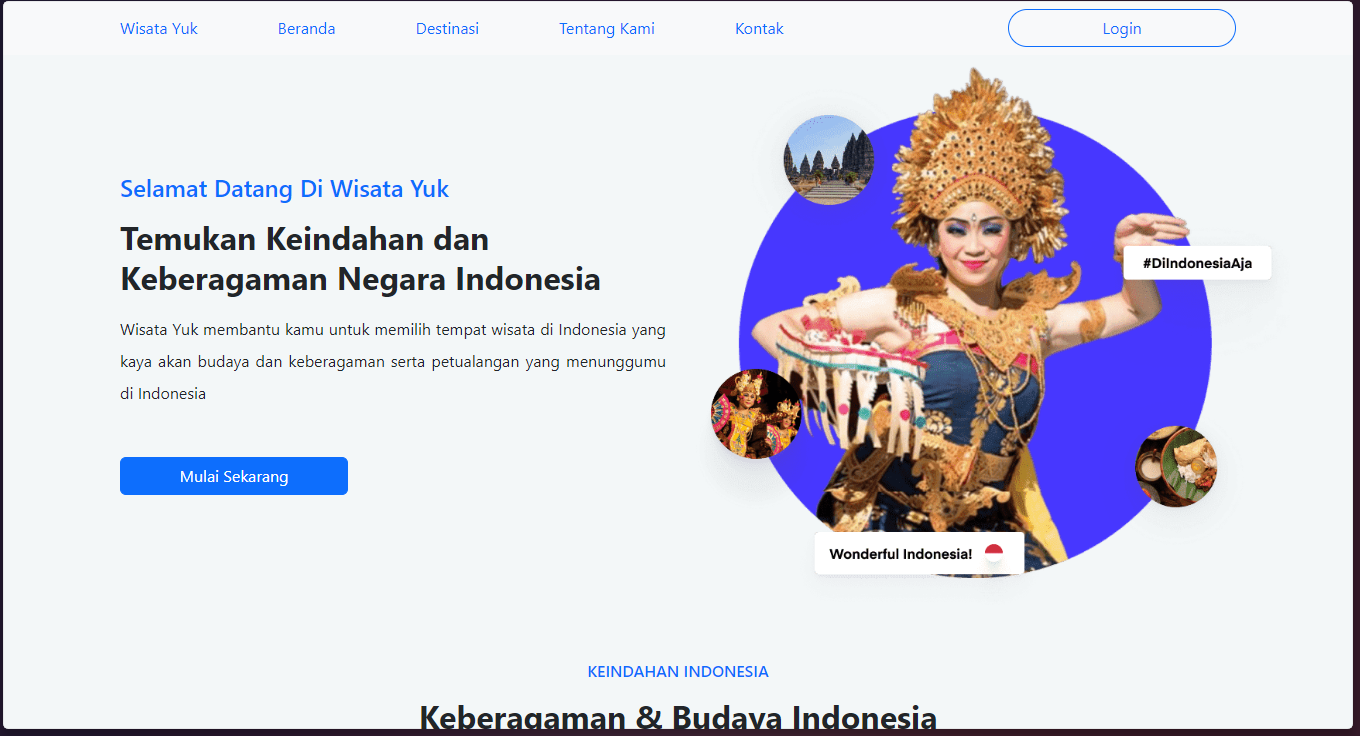 Wisata Yuk
Beranda
Destinasi
Tentang Kami
Kontak
Login
Selamat Datang Di Wisata Yuk
Temukan Keindahan dan
Keberagaman Negara Indonesia
Wisata Yuk membantu kamu untuk memilih tempat wisata di Indonesia yang
kaya akan budaya dan keberagaman serta petualangan yang menunggumu
di Indonesia
Mulai Sekarang
#DiIndonesiaAja
Wonderful Indonesia!
KEINDAHAN INDONESIA
Keberagaman & Budaya Indonesia